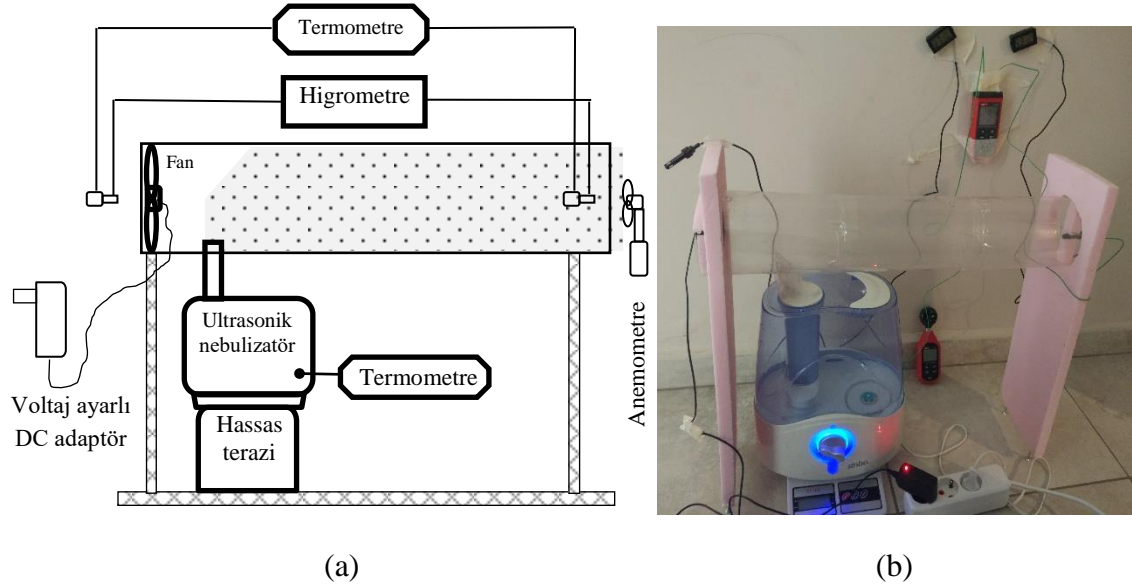 Termometre
Higrometre
Fan
Ultrasonik
nebulizatör
Termometre
Anemometre
Voltaj ayarlı
DC adaptör
Hassas
terazi
(a)
(b)